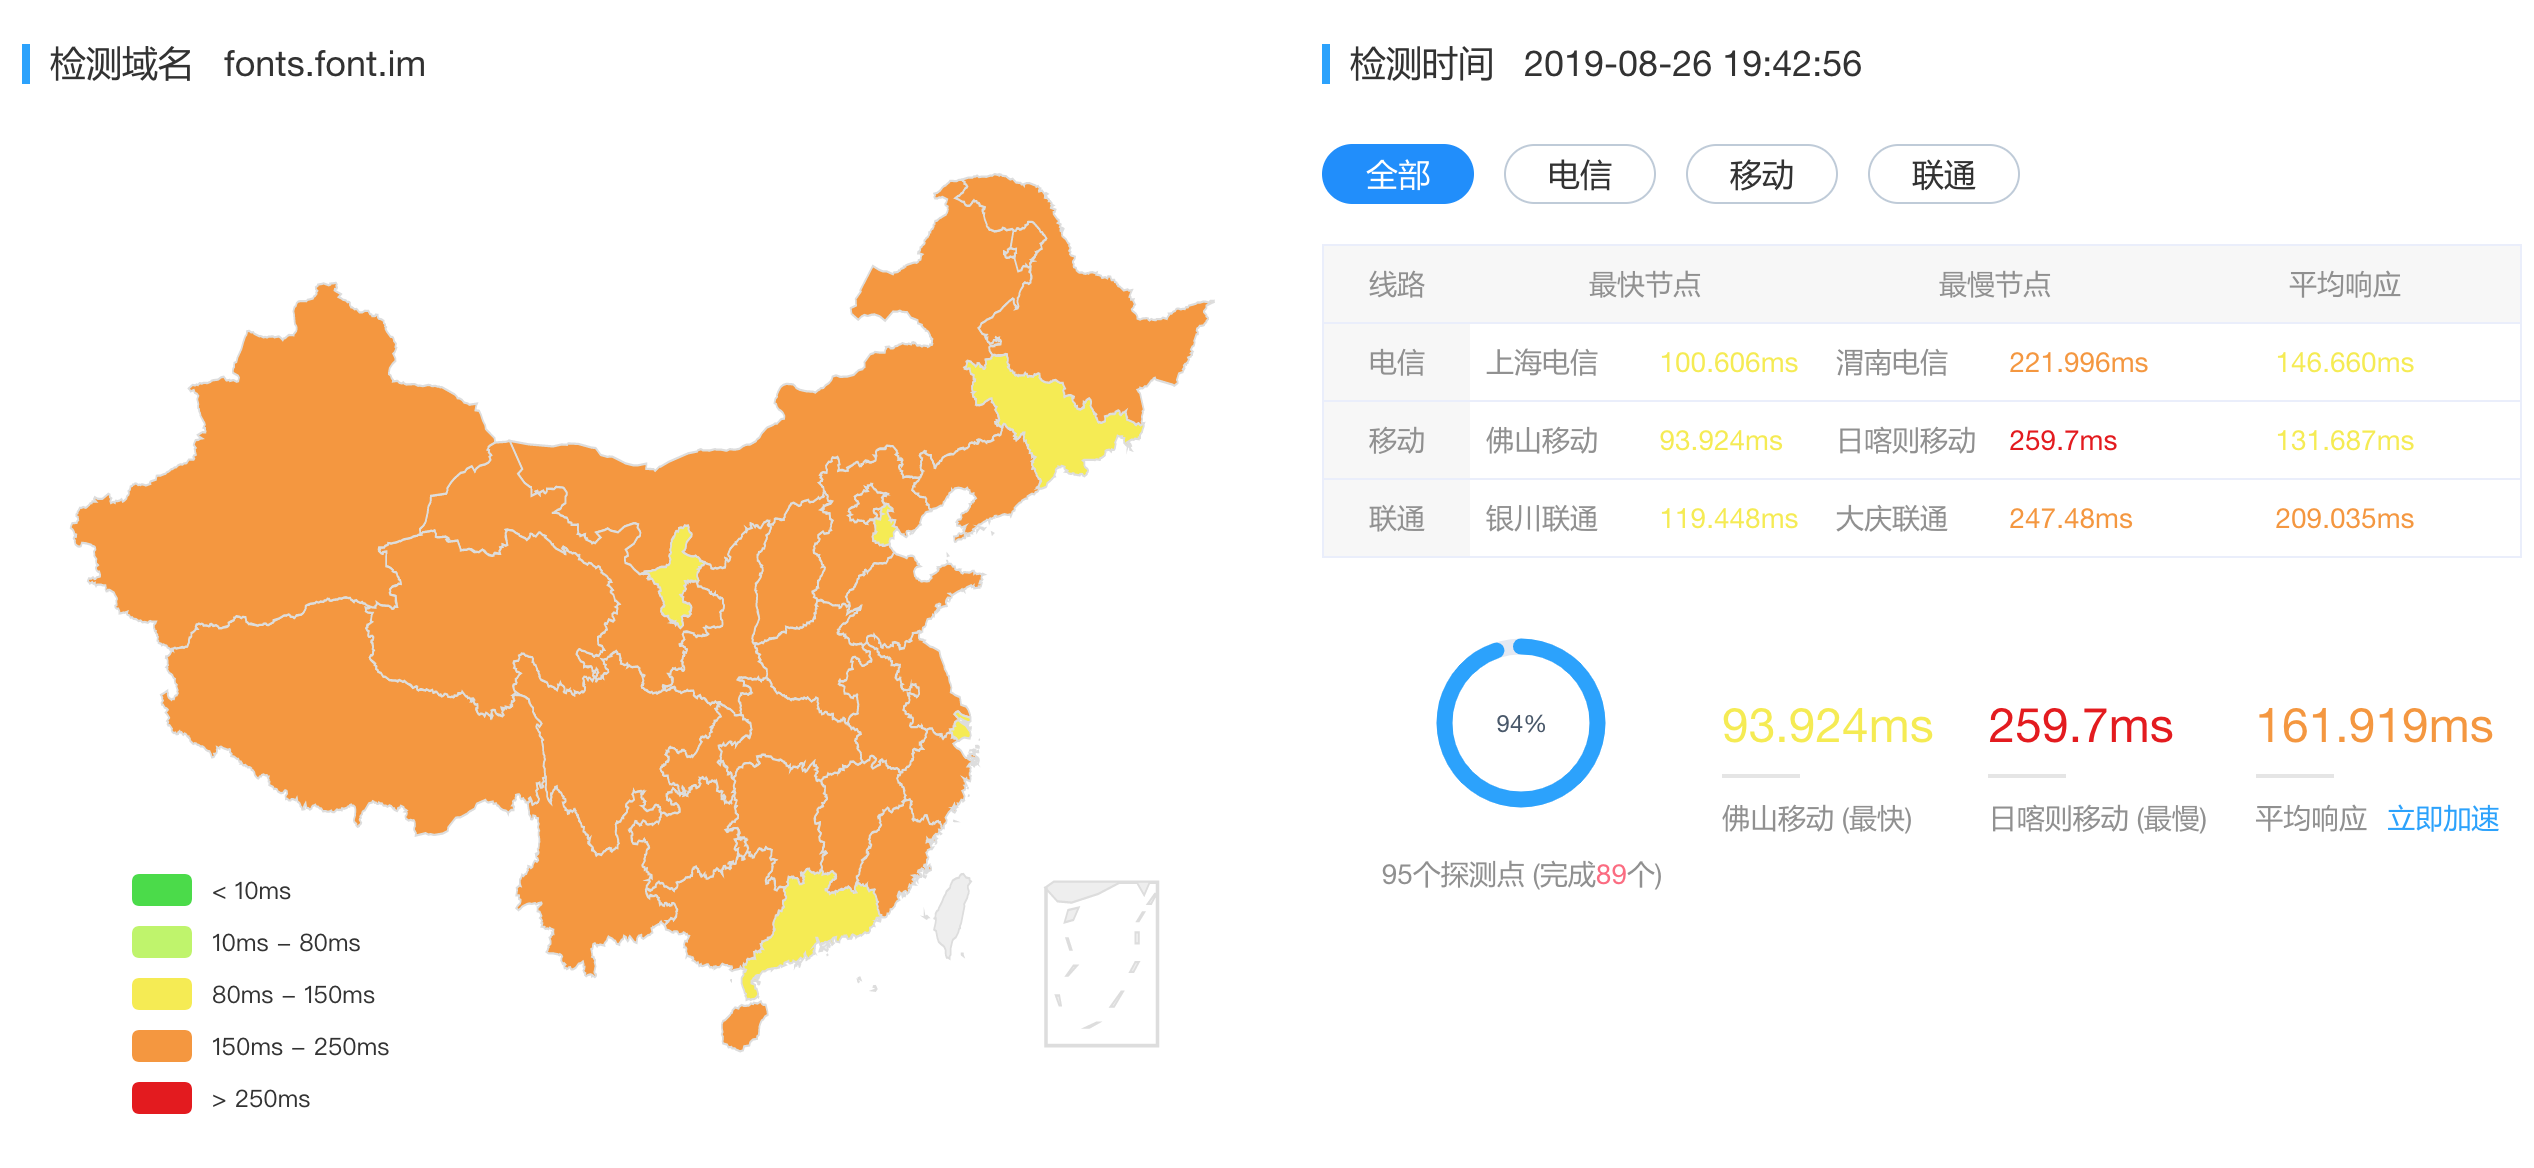 检测域名 fonts.font.im
< 10ms
10ms – 80ms
80ms – 150ms
150ms – 250ms
> 250ms
检测时间 2019-08-26 19:42:56
全部 电信 移动 联通
线路 最快节点 最慢节点 平均响应
电信 上海电信 100.606ms 渭南电信 221.996ms 146.660ms
移动 佛山移动 93.924ms 日喀则移动 259.7ms 131.687ms
联通 银川联通 119.448ms 大庆联通 247.48ms 209.035ms
94%
95个探测点 (完成89个)
93.924ms 259.7ms 161.919ms
佛山移动 (最快) 日喀则移动 (最慢) 平均响应 立即加速